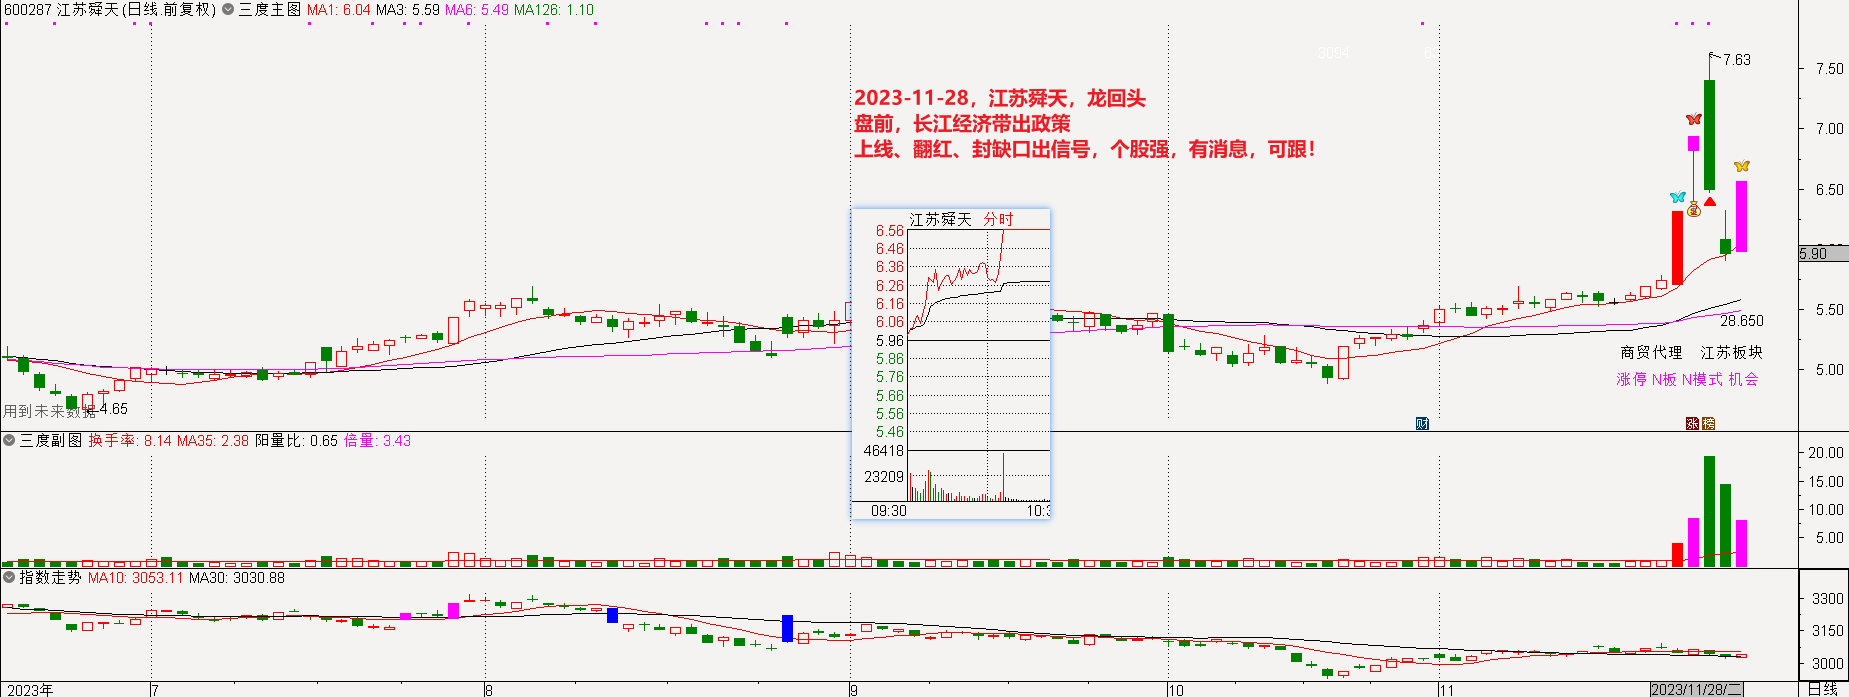 600287 江苏舜天(日线.前复权) 三度主图 MA1: 6.04 MA3: 5.59 MA6: 5.49 MA126: 1.10
3094
7.63
7.50
2023-11-28，江苏舜天，龙回头
盘前，长江经济带出政策
上线、翻红、封缺口出信号，个股强，有消息，可跟！
7.00
6.50
5.90
5.50
5.00
江苏舜天 分时
6.56
6.46
6.36
6.26
6.16
6.06
5.96
5.86
5.76
5.66
5.56
5.46
46418
23209
09:30
28.650
商贸代理 江苏板块
涨停 N板 N模式 机会
用到未来数据
4.65
财
涨 榜
三度副图 换手率: 8.14 MA35: 2.38 阳量比: 0.65 倍量: 3.43
20.00
15.00
10.00
5.00
指数走势 MA10: 3053.11 MA30: 3030.88
3300
3150
3000
2023年 7 8 9 10 11 2023/11/28/二 日线